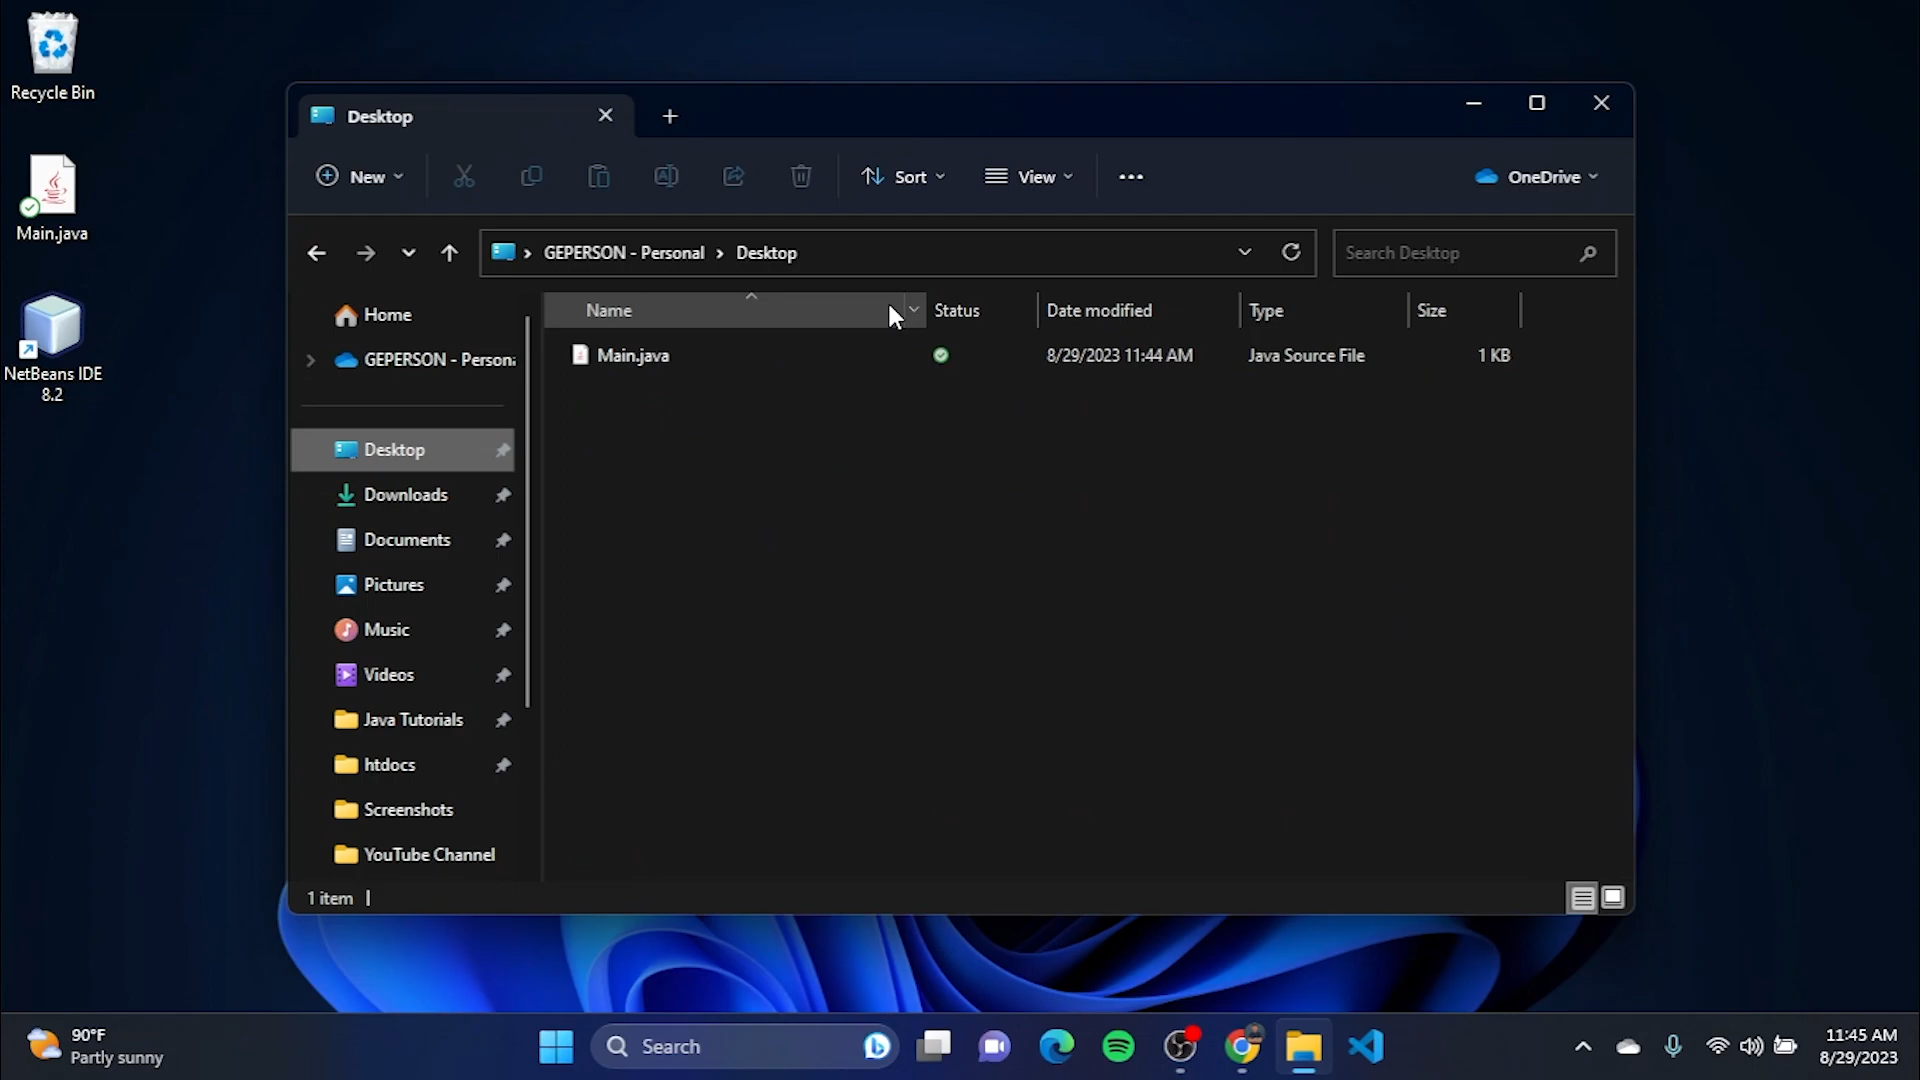 Recycle Bin
Main.java
NetBeans IDE
8.2
Desktop
New
Sort
View
OneDrive
GEPERSON - Personal
Desktop
Search Desktop
Home
GEPERSON - Persona
Desktop
Downloads
Documents
Pictures
Music
Videos
Java Tutorials
htdocs
Screenshots
YouTube Channel
Name Status Date modified Type Size
Main.java 8/29/2023 11:44 AM Java Source File 1 KB
1 item
90°F
Partly sunny
Search
11:45 AM
8/29/2023